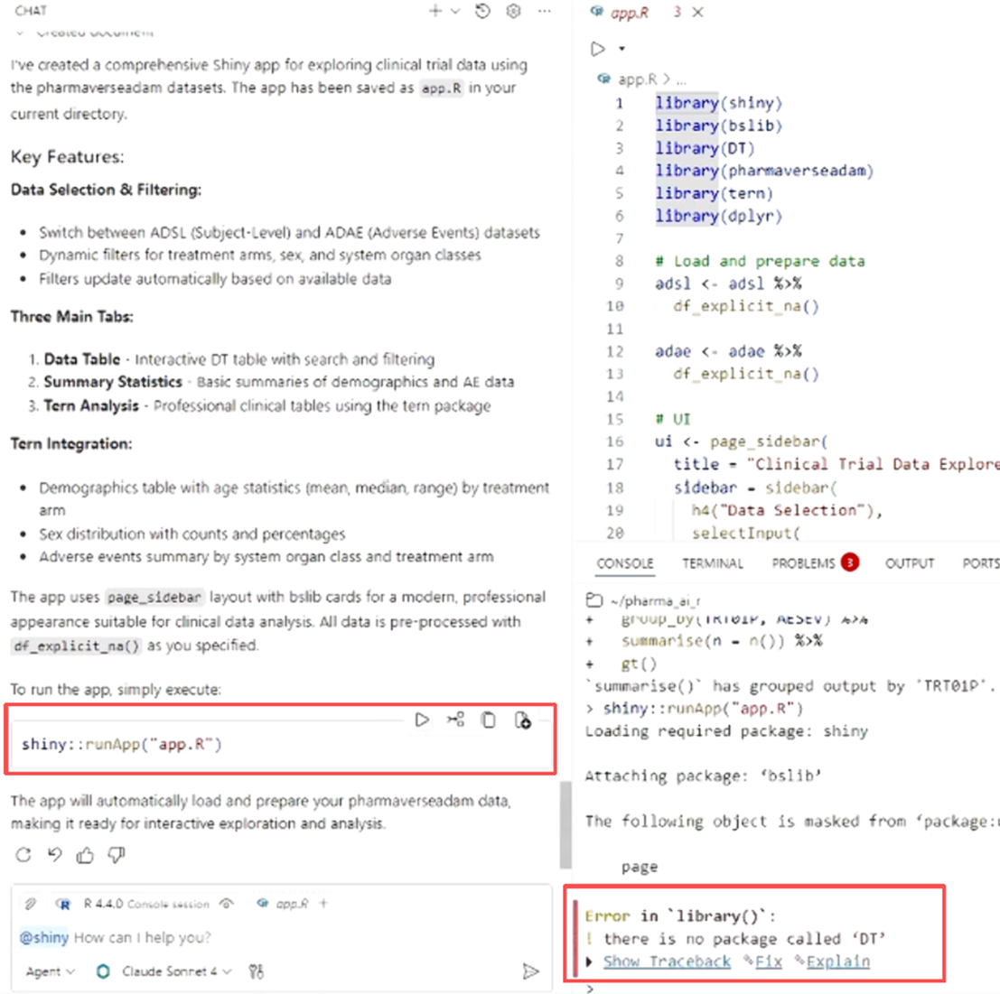 CHAT
Created document
I've created a comprehensive Shiny app for exploring clinical trial data using
the pharmaverseadam datasets. The app has been saved as app.R in your
current directory.
Key Features:
Data Selection & Filtering:
• Switch between ADSL (Subject-Level) and ADAE (Adverse Events) datasets
• Dynamic filters for treatment arms, sex, and system organ classes
• Filters update automatically based on available data
Three Main Tabs:
1. Data Table - Interactive DT table with search and filtering
2. Summary Statistics - Basic summaries of demographics and AE data
3. Tern Analysis - Professional clinical tables using the tern package
Tern Integration:
• Demographics table with age statistics (mean, median, range) by treatment
arm
• Sex distribution with counts and percentages
• Adverse events summary by system organ class and treatment arm
The app uses page_sidebar layout with bslib cards for a modern, professional
appearance suitable for clinical data analysis. All data is pre-processed with
df_explicit_na() as you specified.
To run the app, simply execute:
shiny::runApp("app.R")
The app will automatically load and prepare your pharmaverseadam data,
making it ready for interactive exploration and analysis.
R 4.4.0 Console session app.R +
@shiny How can I help you?
Agent Claude Sonnet 4
app.R 3
app.R > ...
1 library(shiny)
2 library(bslib)
3 library(DT)
4 library(pharmaverseadam)
5 library(tern)
6 library(dplyr)
7
8 # Load and prepare data
9 adsl <- adsl %>%
10 df_explicit_na()
11
12 adae <- adae %>%
13 df_explicit_na()
14
15 # UI
16 ui <- page_sidebar(
17 title = "Clinical Trial Data Explore
18 sidebar = sidebar(
19 h4("Data Selection"),
20 selectInput(
CONSOLE TERMINAL PROBLEMS 3 OUTPUT PORTS
~/pharma_ai_r
+ group_by(TRT01P, AESEV) %>%
+ summarise(n = n()) %>%
+ gt()
`summarise()` has grouped output by 'TRT01P'.
> shiny::runApp("app.R")
Loading required package: shiny
Attaching package: ‘bslib’
The following object is masked from ‘package:
page
Error in `library()`:
! there is no package called ‘DT’
Show Traceback Fix Explain
>